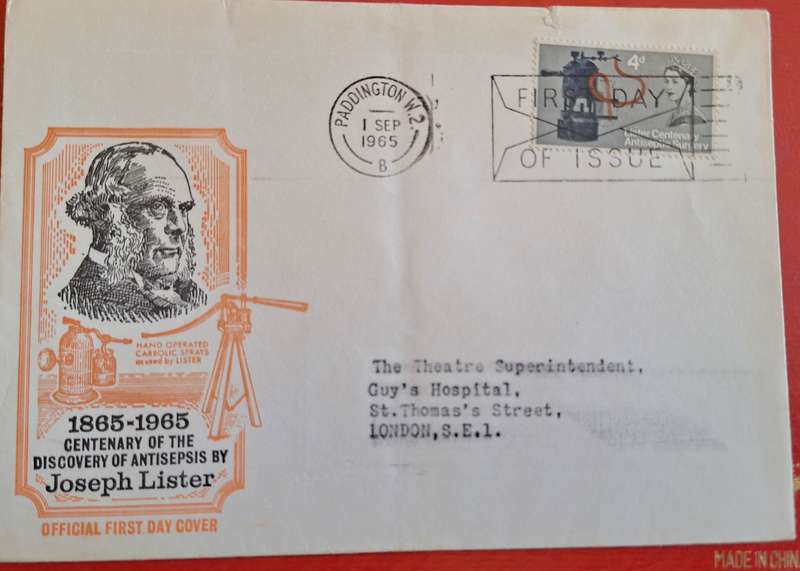 PADDINGTON W.2.
1 SEP
1965
B
4d
FIRST DAY
OF ISSUE
Lister Centenary
Antiseptic Surgery
HAND OPERATED
CARBOLIC SPRAYS
as used by LISTER
1865-1965
CENTENARY OF THE
DISCOVERY OF ANTISEPSIS BY
Joseph Lister
OFFICIAL FIRST DAY COVER
The Theatre Superintendent,
Guy's Hospital,
St.Thomas's Street,
LONDON,S.E.1.
MADE IN CHIN